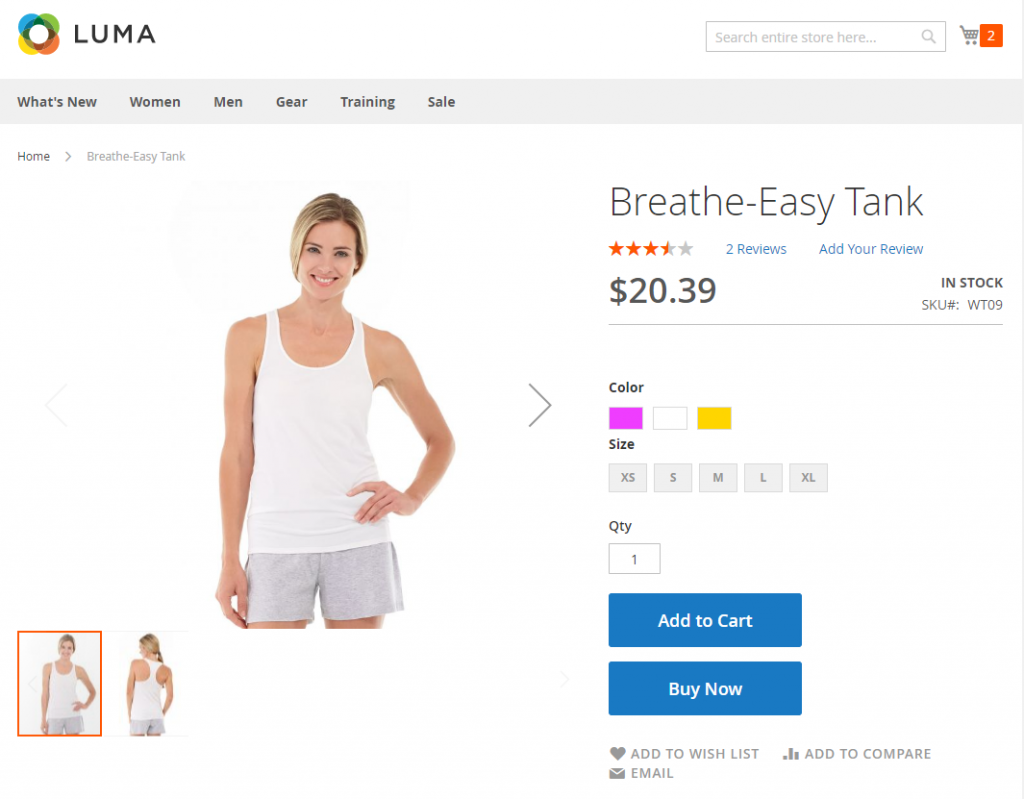 LUMA
Search entire store here...
2
What's New Women Men Gear Training Sale
Home Breathe-Easy Tank
Breathe-Easy Tank
2 Reviews Add Your Review
$20.39
IN STOCK
SKU#: WT09
Color
Size
XS S M L XL
Qty
1
Add to Cart
Buy Now
ADD TO WISH LIST ADD TO COMPARE
EMAIL